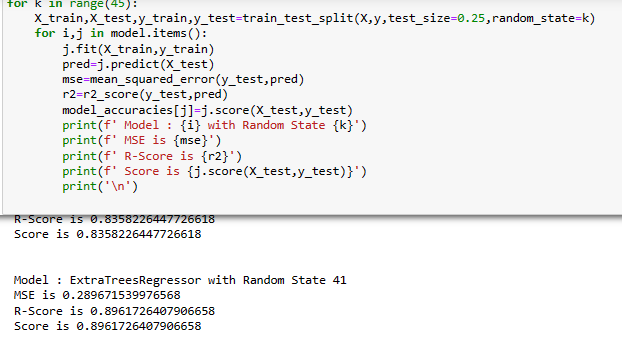 for k in range(45):
    X_train,X_test,y_train,y_test=train_test_split(X,y,test_size=0.25,random_state=k)
    for i,j in model.items():
        j.fit(X_train,y_train)
        pred=j.predict(X_test)
        mse=mean_squared_error(y_test,pred)
        r2=r2_score(y_test,pred)
        model_accuracies[j]=j.score(X_test,y_test)
        print(f' Model : {i} with Random State {k}')
        print(f' MSE is {mse}')
        print(f' R-Score is {r2}')
        print(f' Score is {j.score(X_test,y_test)}')
        print('\n')
R-Score is 0.8358226447726618
Score is 0.8358226447726618
Model : ExtraTreesRegressor with Random State 41
MSE is 0.289671539976568
R-Score is 0.8961726407906658
Score is 0.8961726407906658